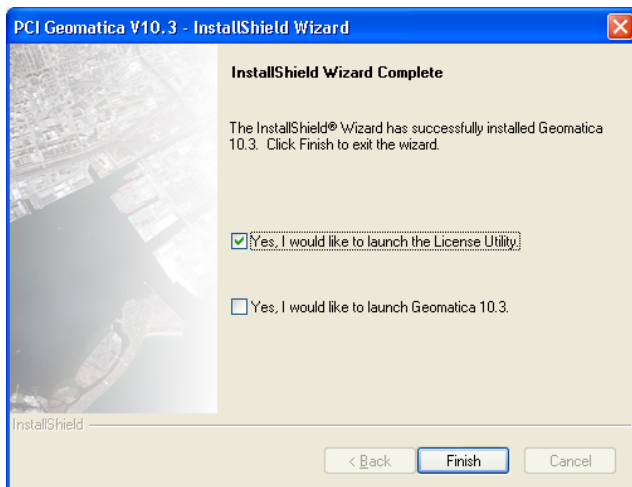 PCI Geomatica V10.3 - InstallShield Wizard
InstallShield Wizard Complete
The InstallShield® Wizard has successfully installed Geomatica
10.3. Click Finish to exit the wizard.
Yes, I would like to launch the License Utility.
Yes, I would like to launch Geomatica 10.3.
InstallShield
< Back
Finish
Cancel